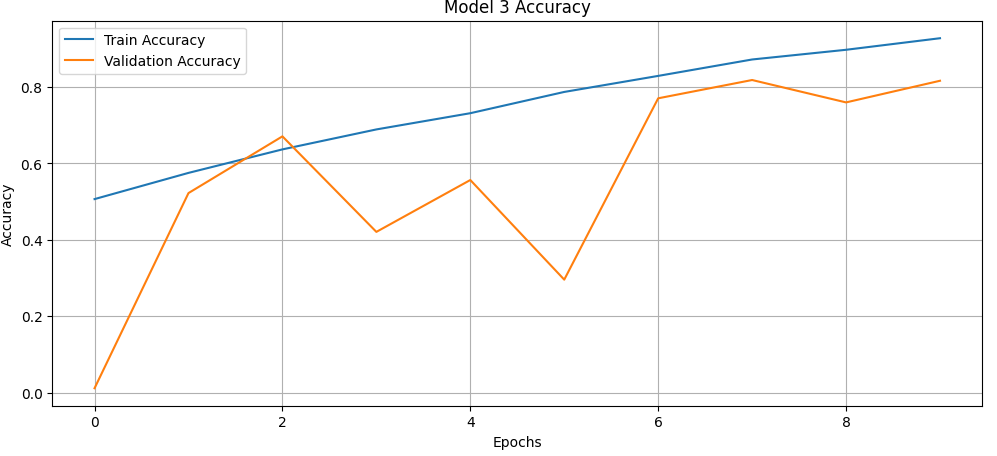 Model 3 Accuracy
Train Accuracy
Validation Accuracy
Accuracy
0.8
0.6
0.4
0.2
0.0
0 2 4 6 8
Epochs